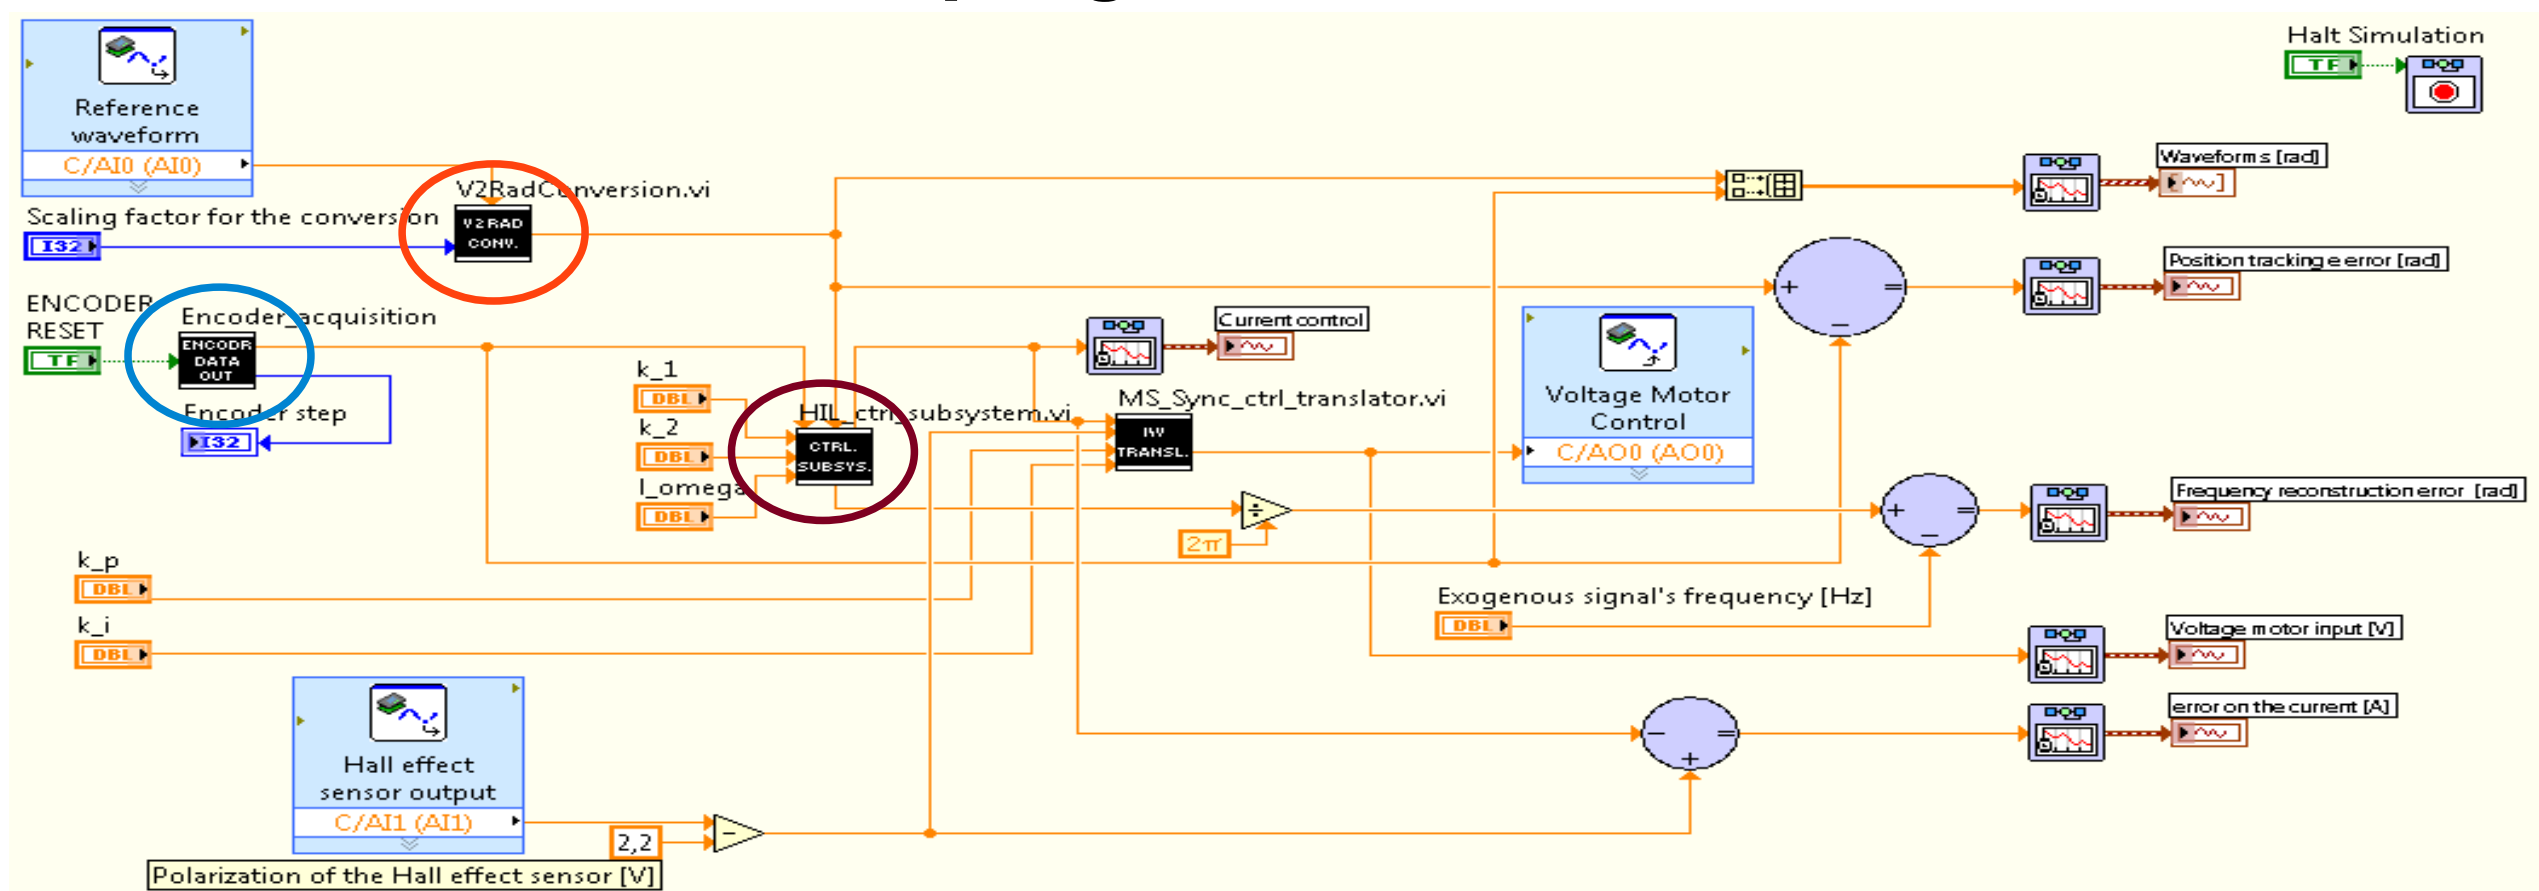 Halt Simulation
TF
Reference
waveform
C/AI0 (AI0)
Waveforms [rad]
V2RadConversion.vi
Scaling factor for the conversion
V2RAD
CONV.
I32
Position tracking e error [rad]
ENCODER
RESET
TF
Encoder_acquisition
ENCODR
DATA
OUT
Current control
k_1
DBL
Encoder step
I32
HIL_ctrl_subsystem.vi
CTRL.
SUBSYS.
MS_Sync_ctrl_translator.vi
TRANSL.
Voltage Motor
Control
C/AO0 (AO0)
k_2
DBL
I_omega
DBL
÷
2π
+
−
=
+
−
=
Frequency reconstruction error [rad]
k_p
DBL
Exogenous signal's frequency [Hz]
DBL
k_i
DBL
Voltage motor input [V]
error on the current [A]
−
+
=
Hall effect
sensor output
C/AI1 (AI1)
2,2
−
Polarization of the Hall effect sensor [V]